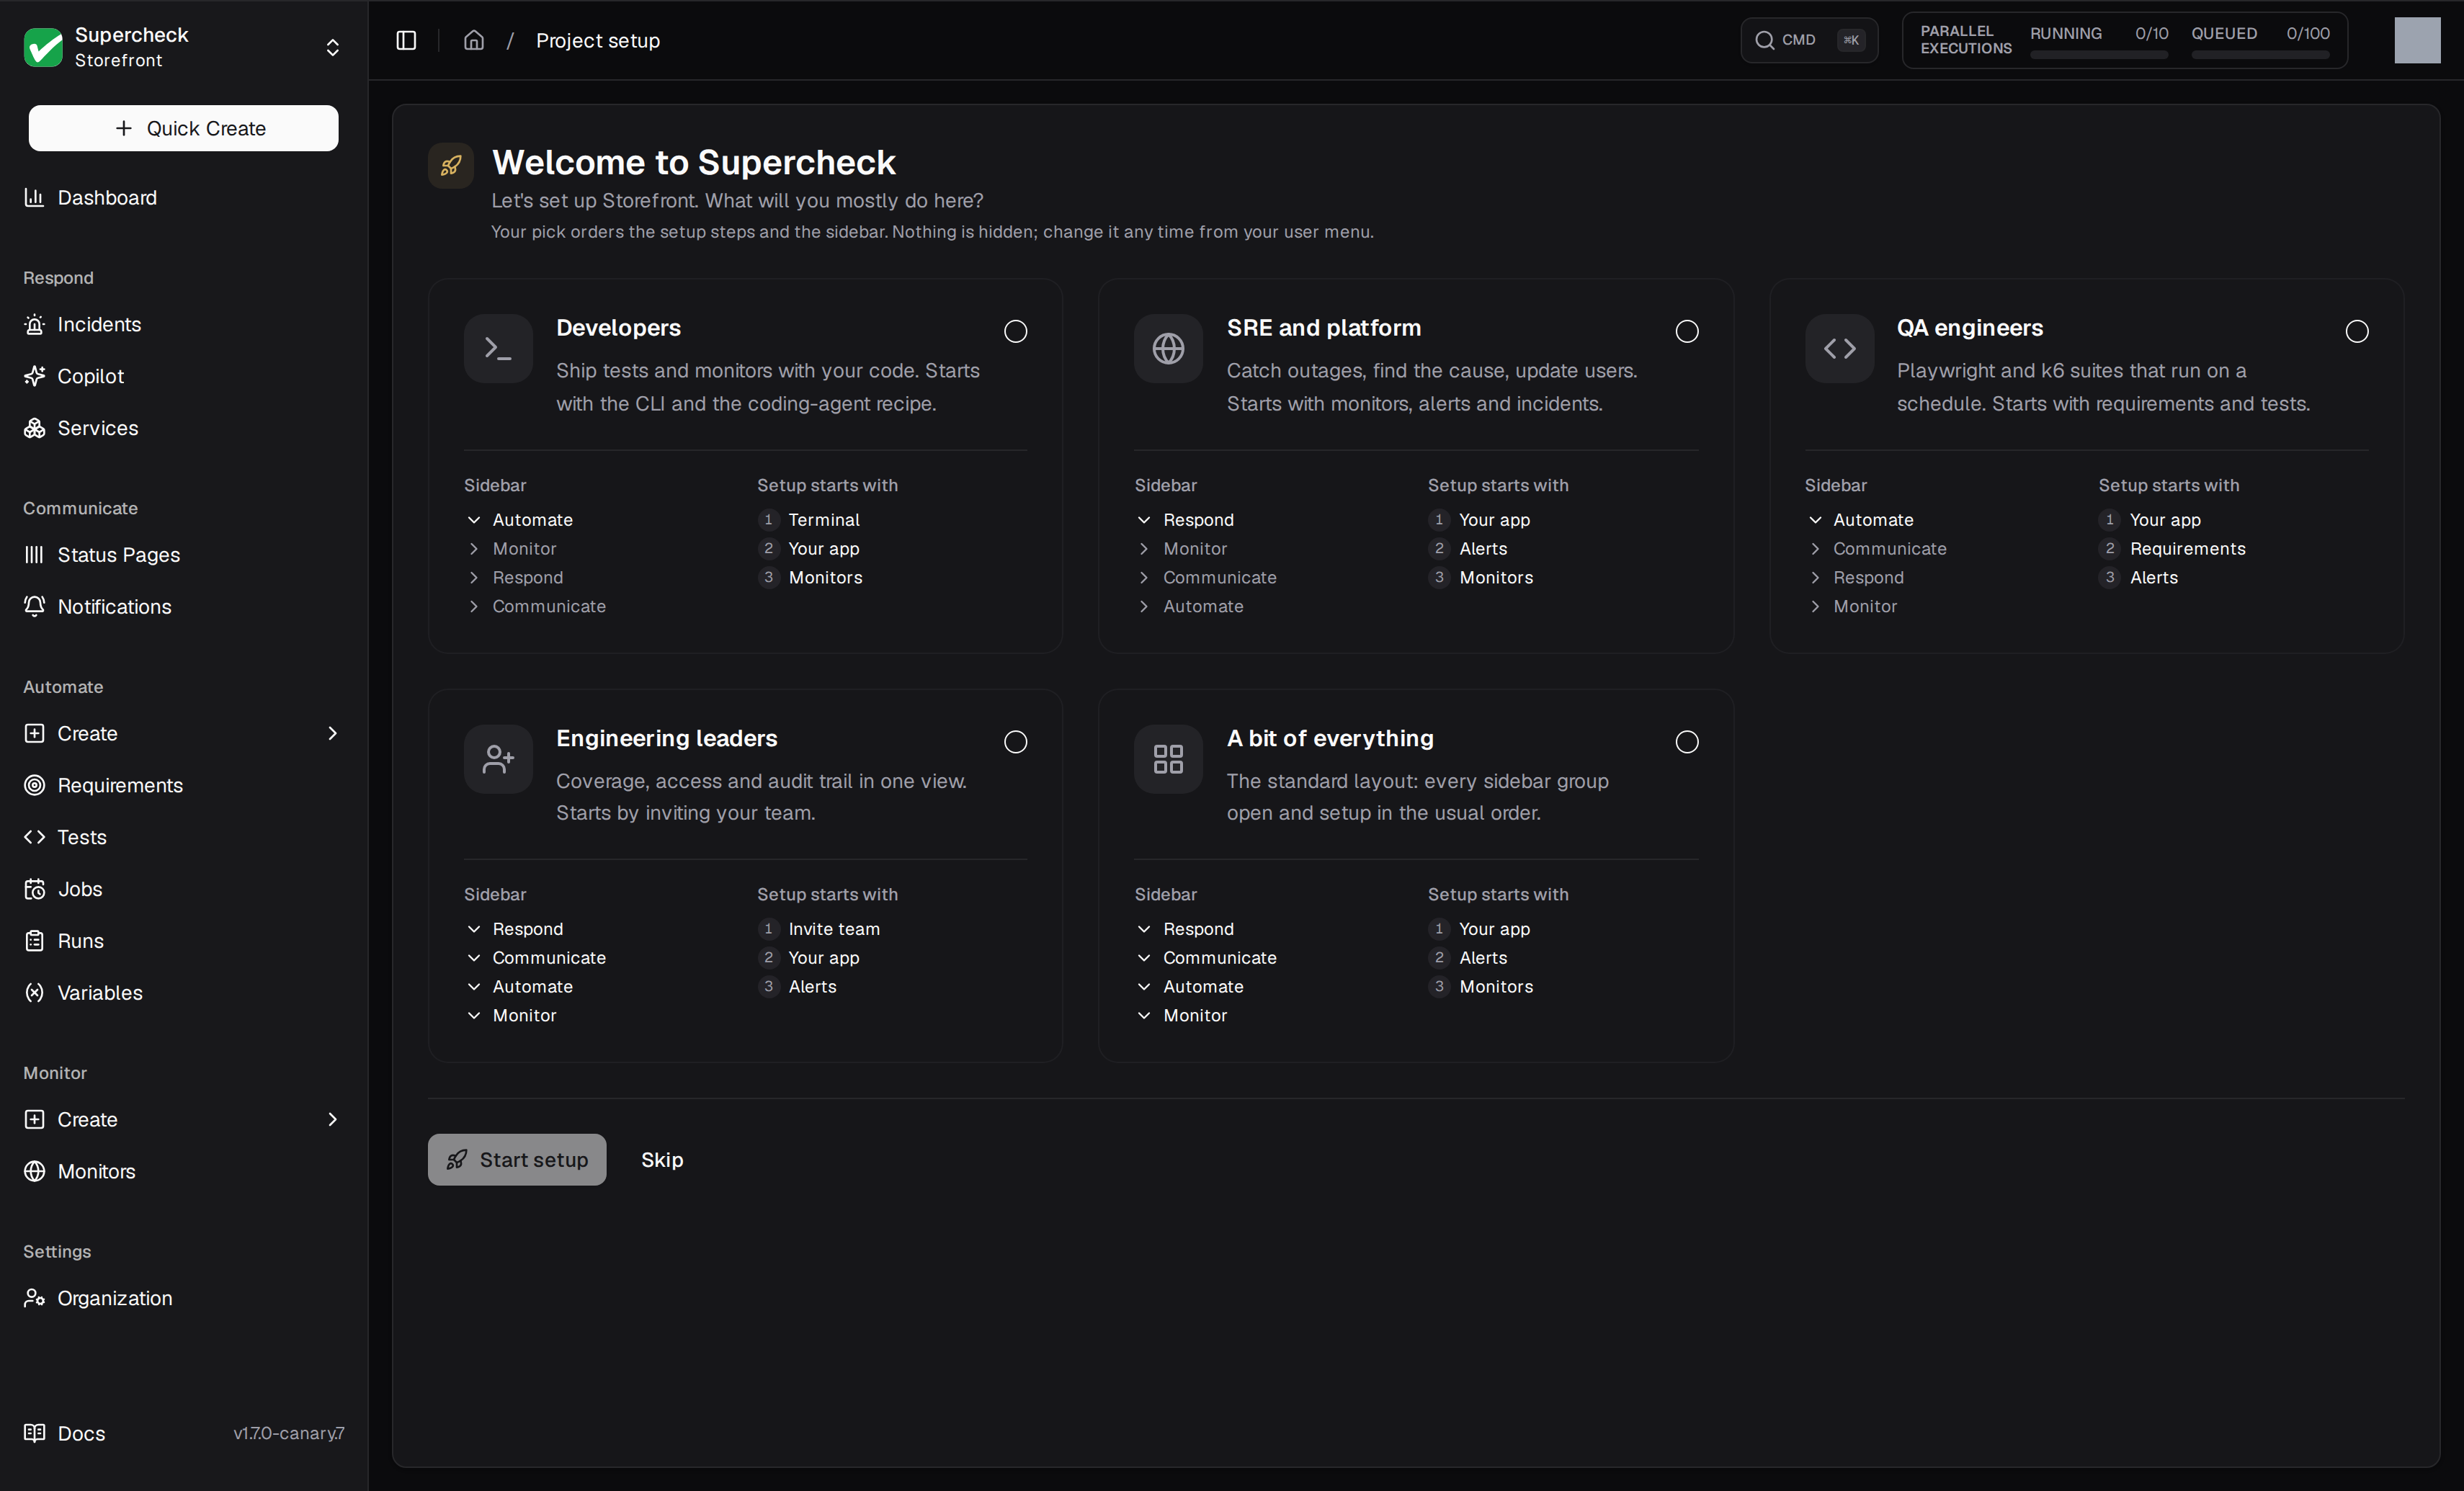 Supercheck
Storefront
Quick Create
Dashboard
Respond
Incidents
Copilot
Services
Communicate
Status Pages
Notifications
Automate
Create
Requirements
Tests
Jobs
Runs
Variables
Monitor
Create
Monitors
Settings
Organization
Docs
v1.7.0-canary.7
/ Project setup
CMD ⌘K
PARALLEL EXECUTIONS
RUNNING 0/10
QUEUED 0/100
Welcome to Supercheck
Let's set up Storefront. What will you mostly do here?
Your pick orders the setup steps and the sidebar. Nothing is hidden; change it any time from your user menu.
Developers
Ship tests and monitors with your code. Starts
with the CLI and the coding-agent recipe.
Sidebar
Automate
Monitor
Respond
Communicate
Setup starts with
1 Terminal
2 Your app
3 Monitors
SRE and platform
Catch outages, find the cause, update users.
Starts with monitors, alerts and incidents.
Sidebar
Respond
Monitor
Communicate
Automate
Setup starts with
1 Your app
2 Alerts
3 Monitors
QA engineers
Playwright and k6 suites that run on a
schedule. Starts with requirements and tests.
Sidebar
Automate
Communicate
Respond
Monitor
Setup starts with
1 Your app
2 Requirements
3 Alerts
Engineering leaders
Coverage, access and audit trail in one view.
Starts by inviting your team.
Sidebar
Respond
Communicate
Automate
Monitor
Setup starts with
1 Invite team
2 Your app
3 Alerts
A bit of everything
The standard layout: every sidebar group
open and setup in the usual order.
Sidebar
Respond
Communicate
Automate
Monitor
Setup starts with
1 Your app
2 Alerts
3 Monitors
Start setup
Skip